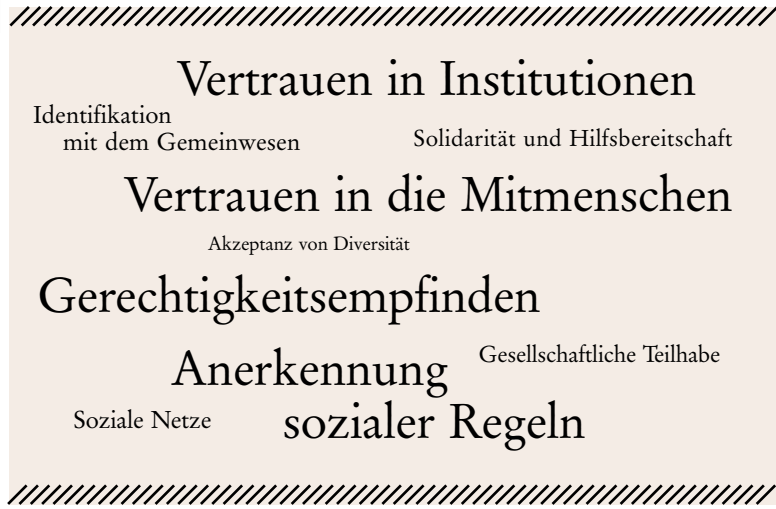 Vertrauen in Institutionen
Identifikation
mit dem Gemeinwesen
Solidarität und Hilfsbereitschaft
Vertrauen in die Mitmenschen
Akzeptanz von Diversität
Gerechtigkeitsempfinden
Gesellschaftliche Teilhabe
Anerkennung
sozialer Regeln
Soziale Netze